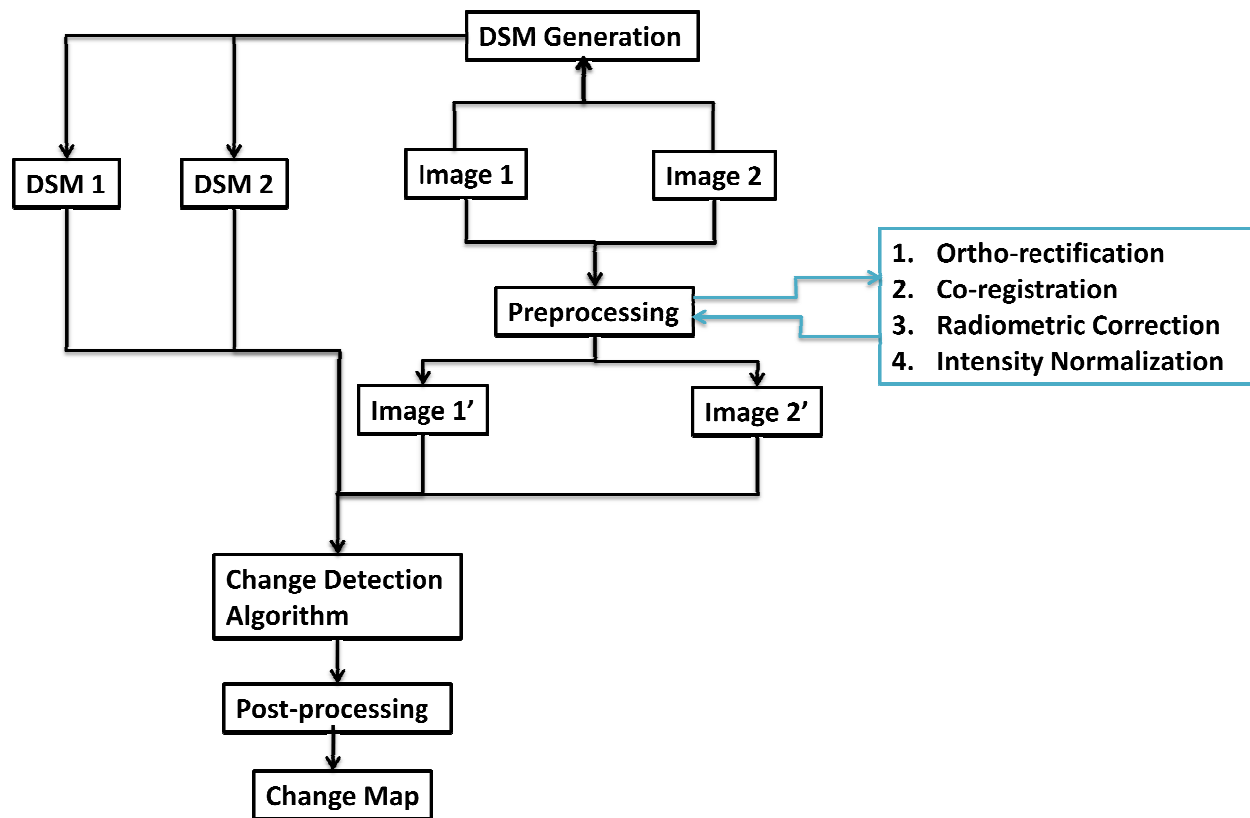 DSM Generation
DSM 1
DSM 2
Image 1
Image 2
Preprocessing
1. Ortho-rectification
2. Co-registration
3. Radiometric Correction
4. Intensity Normalization
Image 1’
Image 2’
Change Detection
Algorithm
Post-processing
Change Map